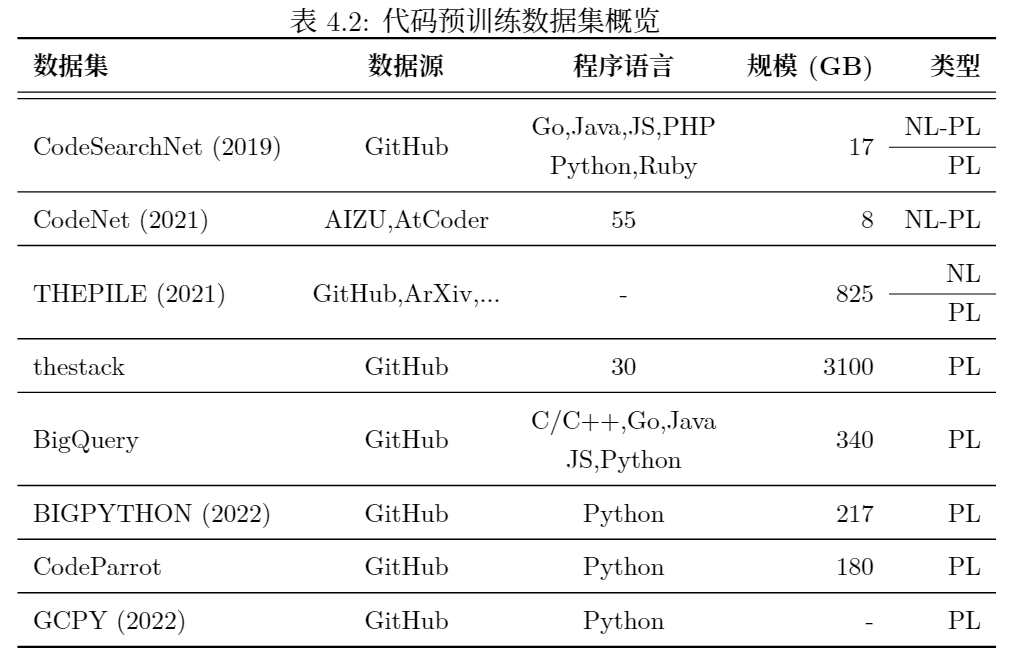 表 4.2: 代码预训练数据集概览
数据集 数据源 程序语言 规模 (GB) 类型
CodeSearchNet (2019) GitHub Go,Java,JS,PHP Python,Ruby 17 NL-PL PL
CodeNet (2021) AIZU,AtCoder 55 8 NL-PL
THEPILE (2021) GitHub,ArXiv,... - 825 NL PL
thestack GitHub 30 3100 PL
BigQuery GitHub C/C++,Go,Java JS,Python 340 PL
BIGPYTHON (2022) GitHub Python 217 PL
CodeParrot GitHub Python 180 PL
GCPY (2022) GitHub Python - PL